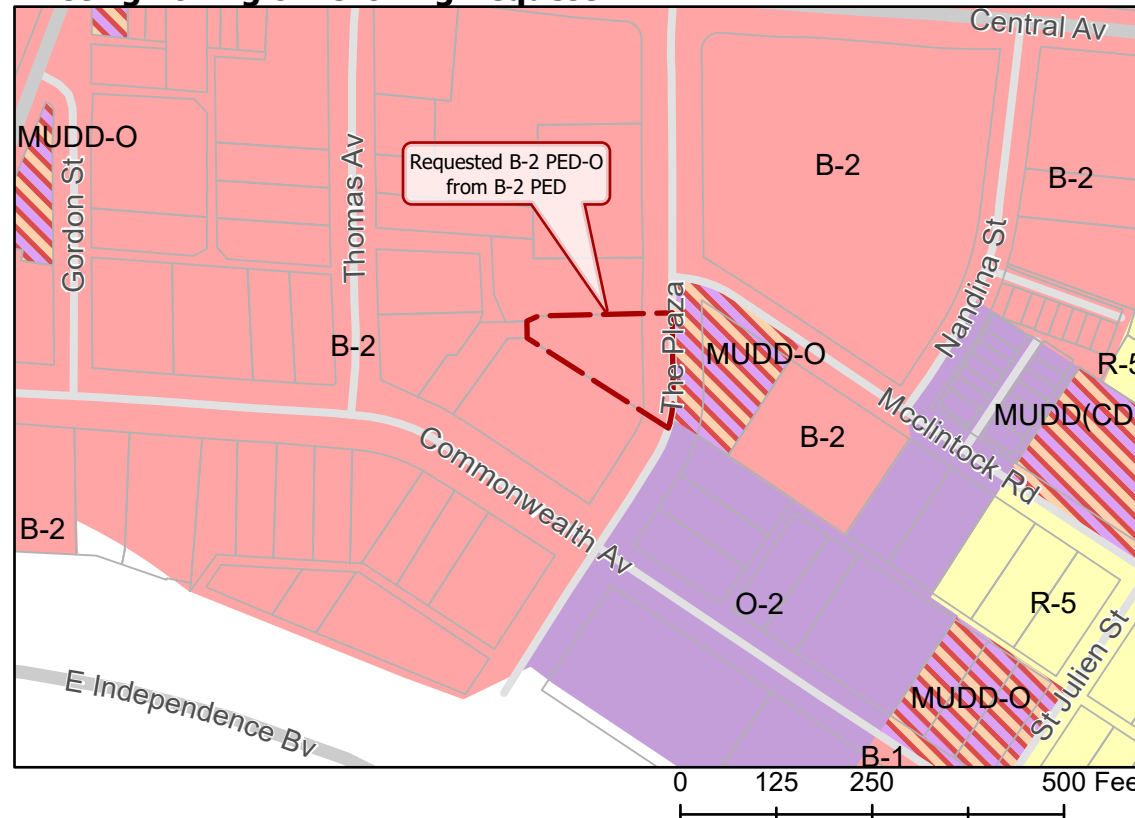 Central Av
MUDD-O
Gordon St
Thomas Av
Requested B-2 PED-O
from B-2 PED
B-2
B-2
Nandina St
The Plaza
B-2
MUDD-O
R-5
MUDD(CD
B-2
Mcclintock Rd
Commonwealth Av
B-2
O-2
R-5
St Julien St
MUDD-O
E Independence Bv
B-1
0 125 250 500 Fee